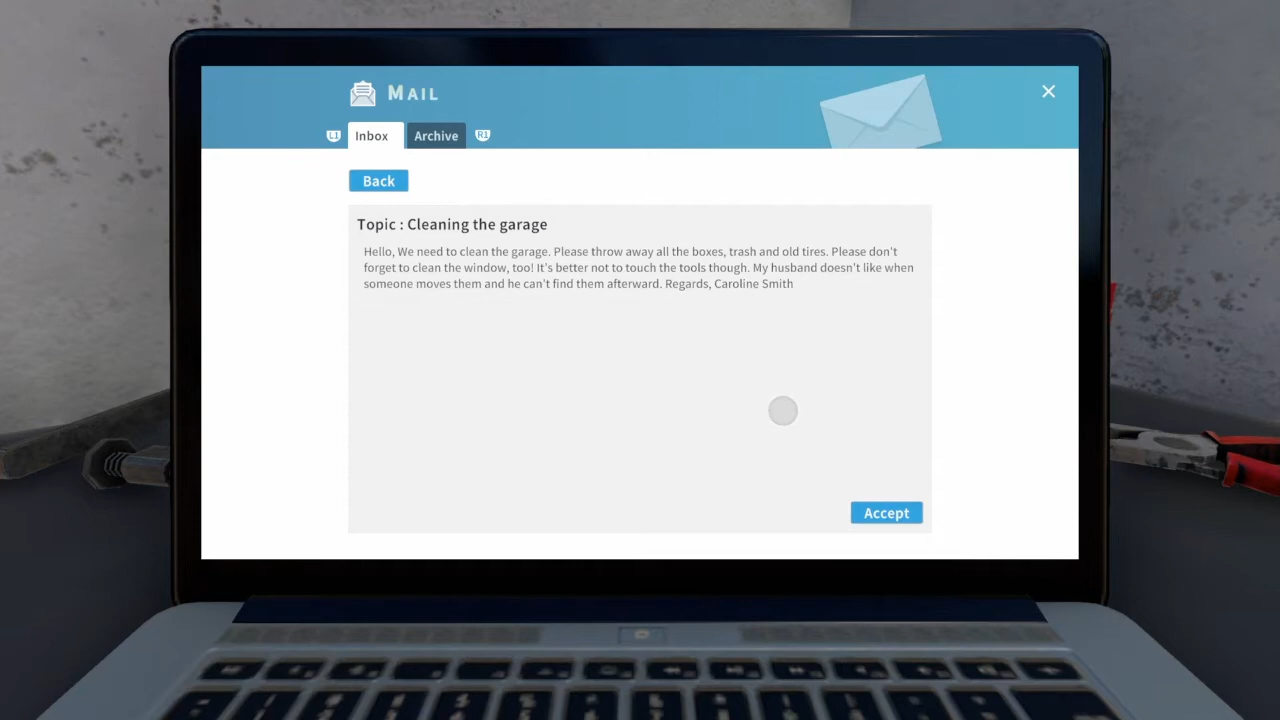 MAIL
L1
Inbox
Archive
R1
Back
Topic : Cleaning the garage
Hello, We need to clean the garage. Please throw away all the boxes, trash and old tires. Please don't
forget to clean the window, too! It's better not to touch the tools though. My husband doesn't like when
someone moves them and he can't find them afterward. Regards, Caroline Smith
Accept